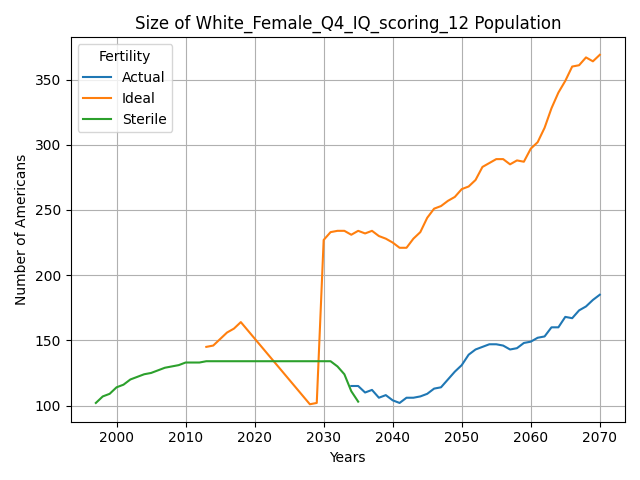 Size of White_Female_Q4_IQ_scoring_12 Population
Fertility
Actual
Ideal
Sterile
Number of Americans
350
300
250
200
150
100
2000
2010
2020
2030
2040
2050
2060
2070
Years